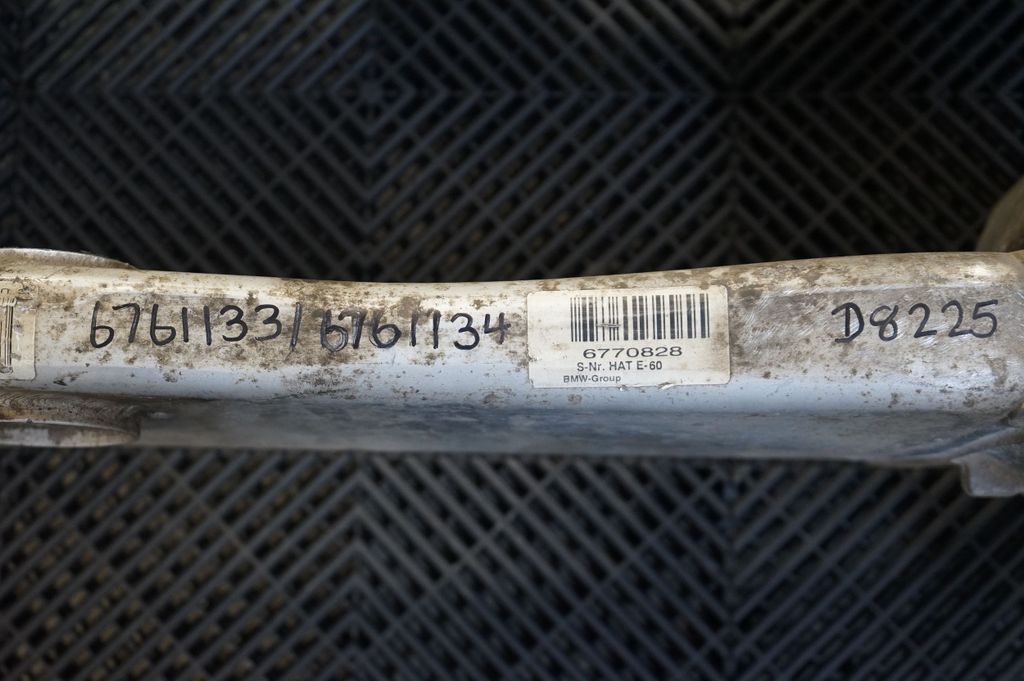 6761133/6761134
6770828
S-Nr. HAT E-60
BMW-Group
D8225